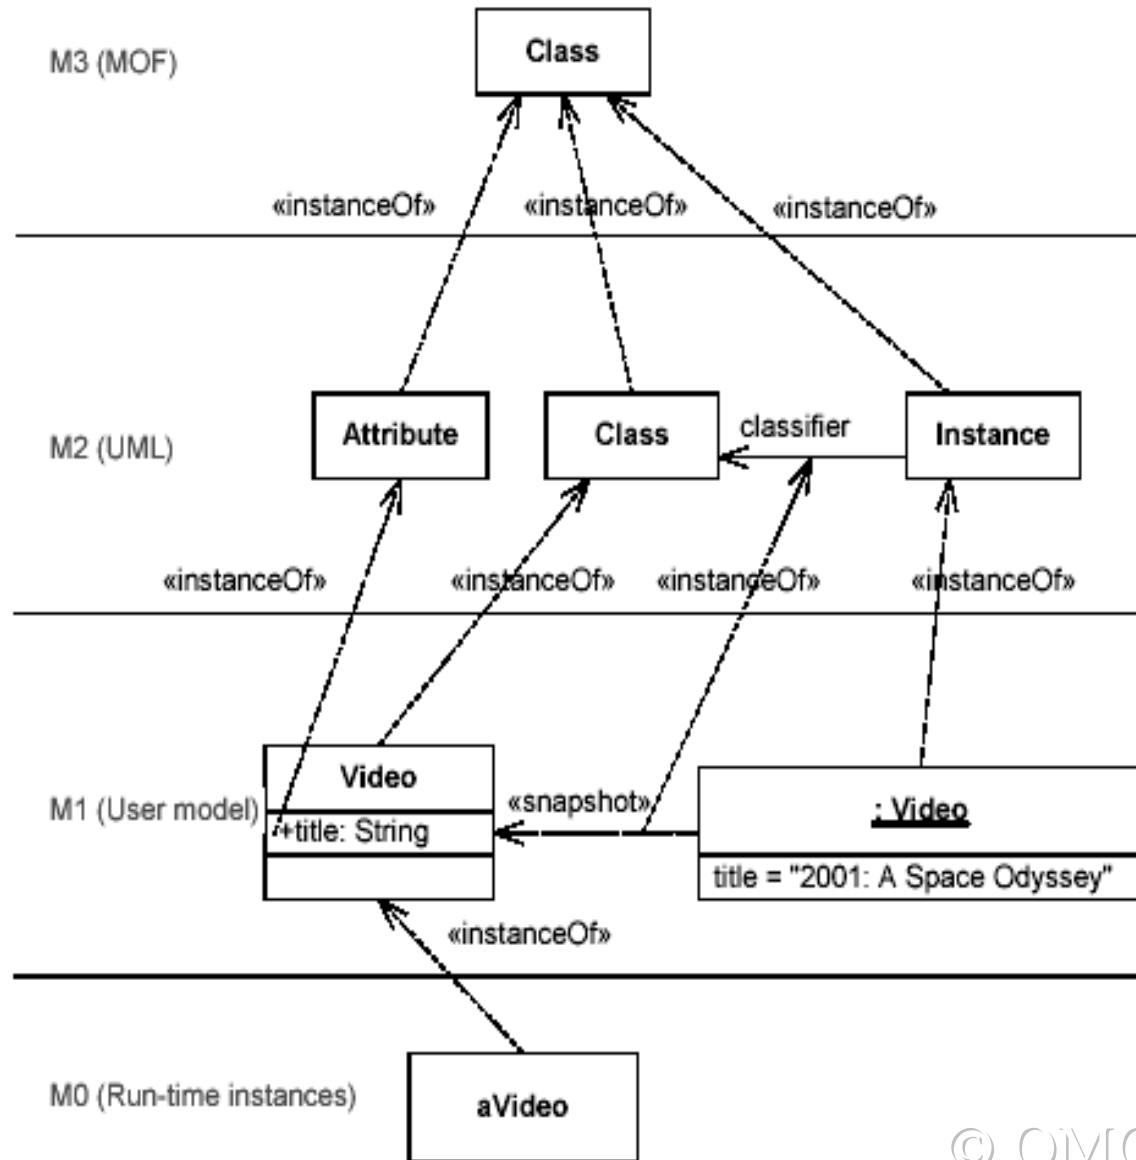 Class
M3 (MOF)
«instanceOf» «instanceOf» «instanceOf»
Attribute Class classifier Instance
M2 (UML)
«instanceOf» «instanceOf» «instanceOf» «instanceOf»
Video
M1 (User model) +title: String «snapshot» : Video
title = "2001: A Space Odyssey"
«instanceOf»
M0 (Run-time instances) aVideo
© OMG